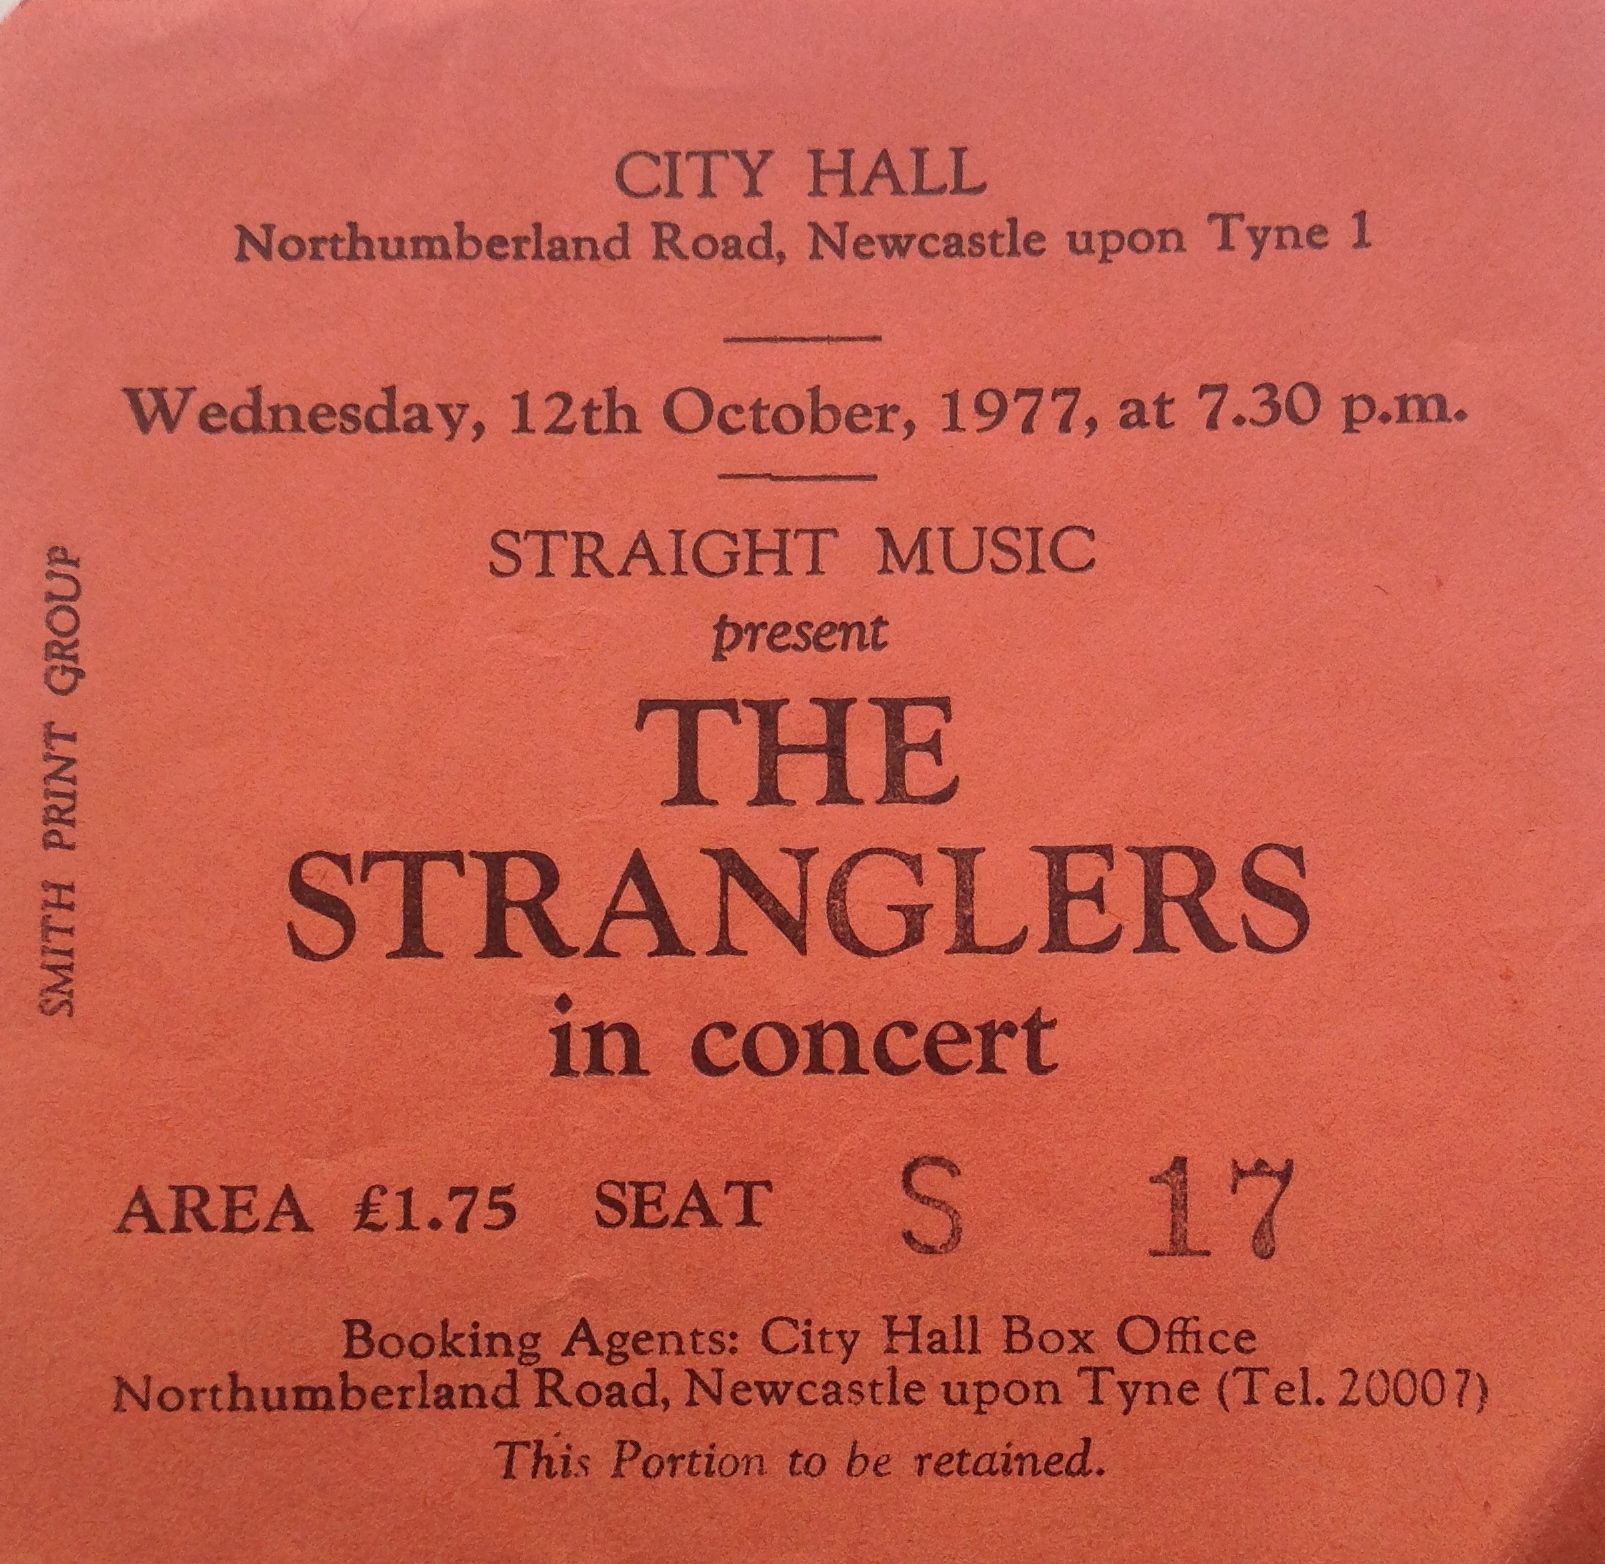 CITY HALL
Northumberland Road, Newcastle upon Tyne 1
Wednesday, 12th October, 1977, at 7.30 p.m.
STRAIGHT MUSIC
present
THE
STRANGLERS
in concert
AREA £1.75 SEAT S 17
Booking Agents: City Hall Box Office
Northumberland Road, Newcastle upon Tyne (Tel. 20007)
This Portion to be retained.
SMITH PRINT GROUP